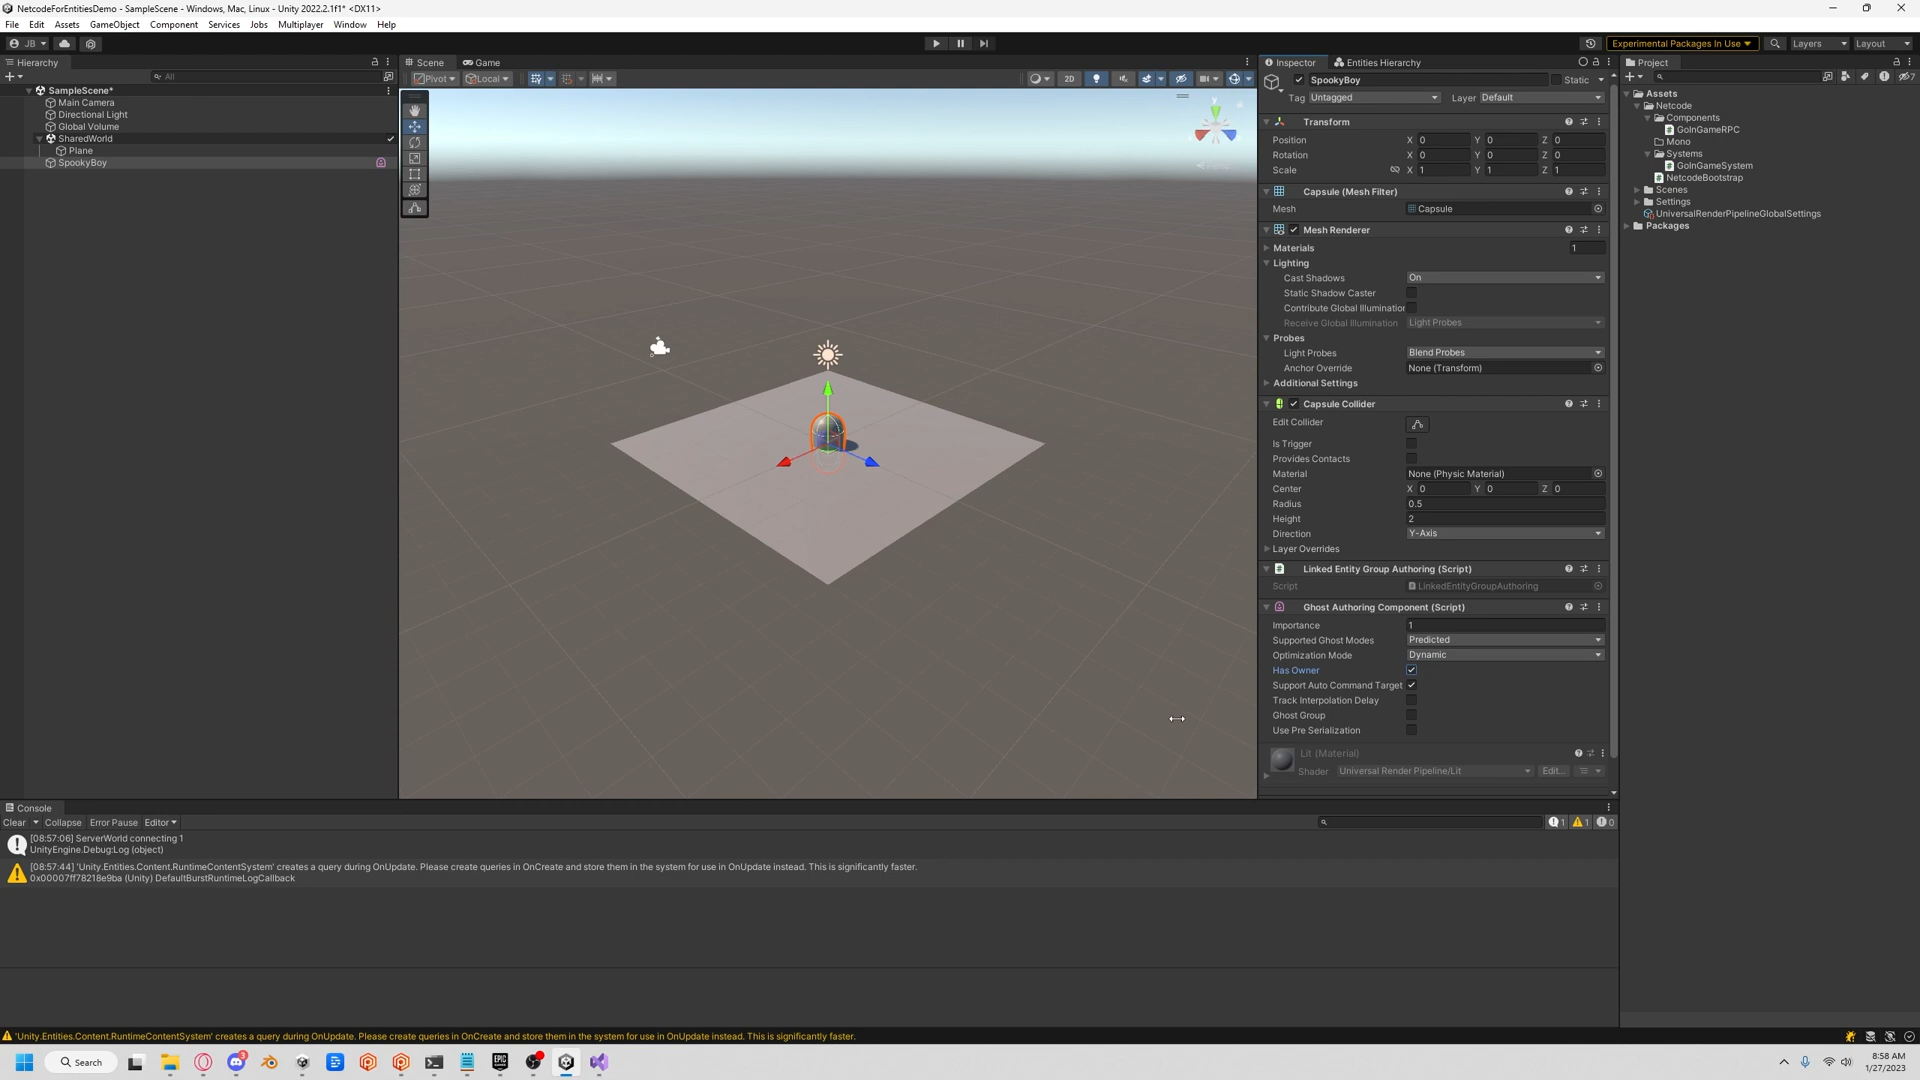 NetcodeForEntitiesDemo - SampleScene - Windows, Mac, Linux - Unity 2022.2.1f1* <DX11>
File Edit Assets GameObject Component Services Jobs Multiplayer Window Help
JB Experimental Packages In Use Layers Layout
Hierarchy
All
SampleScene*
Main Camera
Directional Light
Global Volume
SharedWorld
Plane
SpookyBoy
Scene Game
Pivot Local 2D
Inspector Entities Hierarchy
SpookyBoy Static
Tag Untagged Layer Default
Transform
Position X 0 Y 0 Z 0
Rotation X 0 Y 0 Z 0
Scale X 1 Y 1 Z 1
Capsule (Mesh Filter)
Mesh Capsule
Mesh Renderer
Materials 1
Lighting
Cast Shadows On
Static Shadow Caster
Contribute Global Illumination
Receive Global Illumination Light Probes
Probes
Light Probes Blend Probes
Anchor Override None (Transform)
Additional Settings
Capsule Collider
Edit Collider
Is Trigger
Provides Contacts
Material None (Physic Material)
Center X 0 Y 0 Z 0
Radius 0.5
Height 2
Direction Y-Axis
Layer Overrides
Linked Entity Group Authoring (Script)
Script LinkedEntityGroupAuthoring
Ghost Authoring Component (Script)
Importance 1
Supported Ghost Modes Predicted
Optimization Mode Dynamic
Has Owner
Support Auto Command Target
Track Interpolation Delay
Ghost Group
Use Pre Serialization
Lit (Material)
Shader Universal Render Pipeline/Lit Edit...
Project
7
Assets
Netcode
Components
GoInGameRPC
Mono
Systems
GoInGameSystem
NetcodeBootstrap
Scenes
Settings
UniversalRenderPipelineGlobalSettings
Packages
Console
Clear Collapse Error Pause Editor 1 1 0
[08:57:06] ServerWorld connecting 1
UnityEngine.Debug:Log (object)
[08:57:44] 'Unity.Entities.Content.RuntimeContentSystem' creates a query during OnUpdate. Please create queries in OnCreate and store them in the system for use in OnUpdate instead. This is significantly faster.
0x00007ff78218e9ba (Unity) DefaultBurstRuntimeLogCallback
'Unity.Entities.Content.RuntimeContentSystem' creates a query during OnUpdate. Please create queries in OnCreate and store them in the system for use in OnUpdate instead. This is significantly faster.
Search 3 EPIC GAMES
8:58 AM
1/27/2023